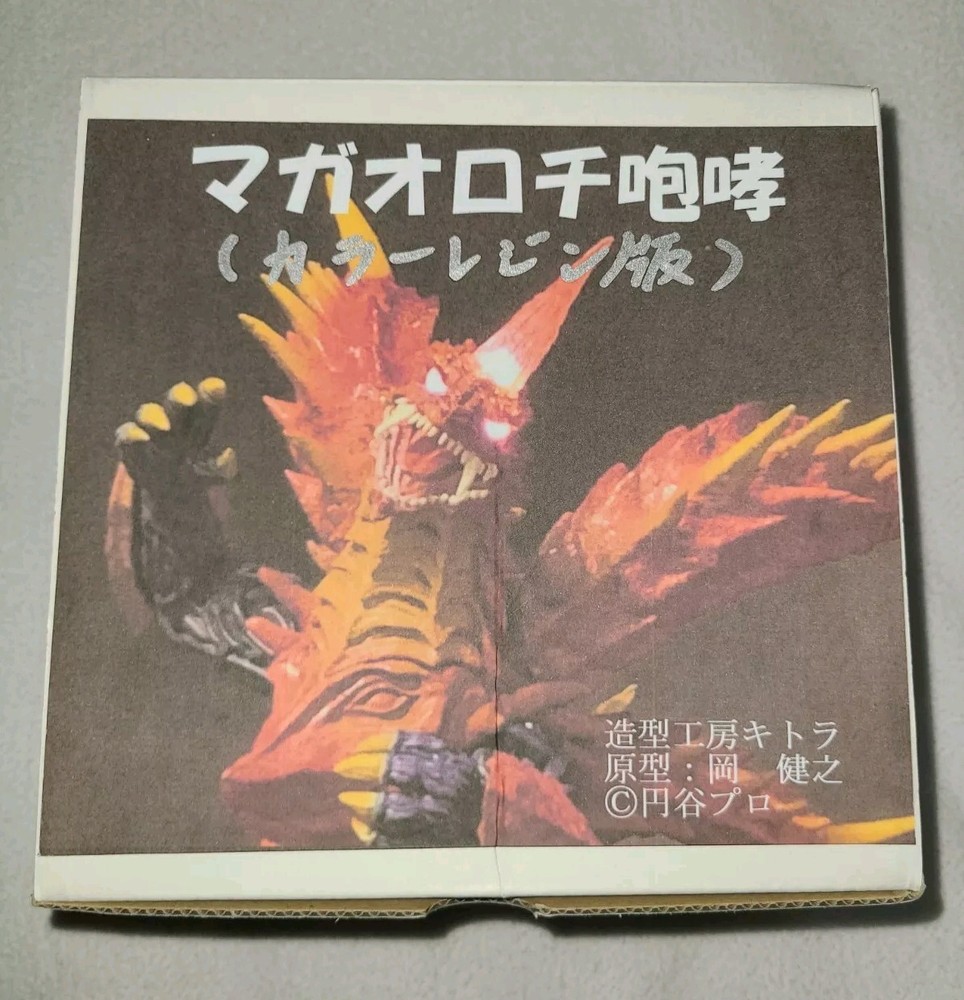 マガオロチ咆哮
(カラーレジン版)
造型工房キトラ
原型:岡　健之
©円谷プロ